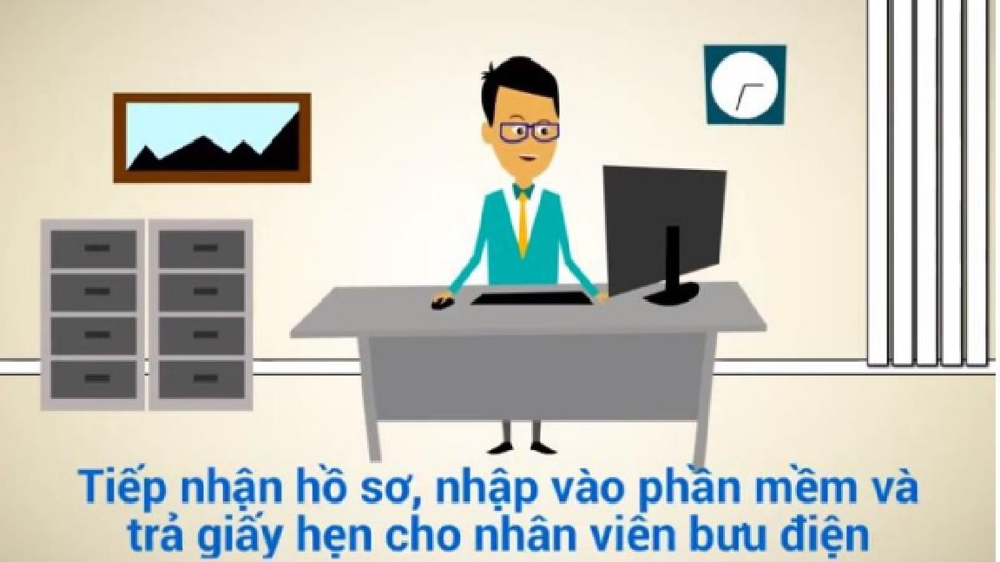 Tiếp nhận hồ sơ, nhập vào phần mềm và
trả giấy hẹn cho nhân viên bưu điện